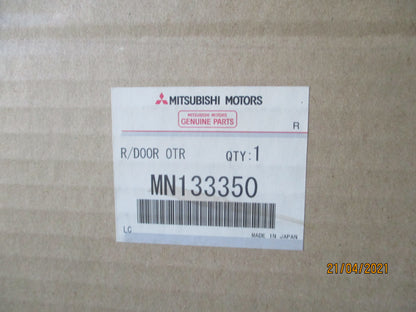 MITSUBISHI MOTORS
MITSUBISHI MOTORS
GENUINE PARTS
R
R/DOOR OTR QTY:1
MN133350
LC
MADE IN JAPAN
21/04/2021